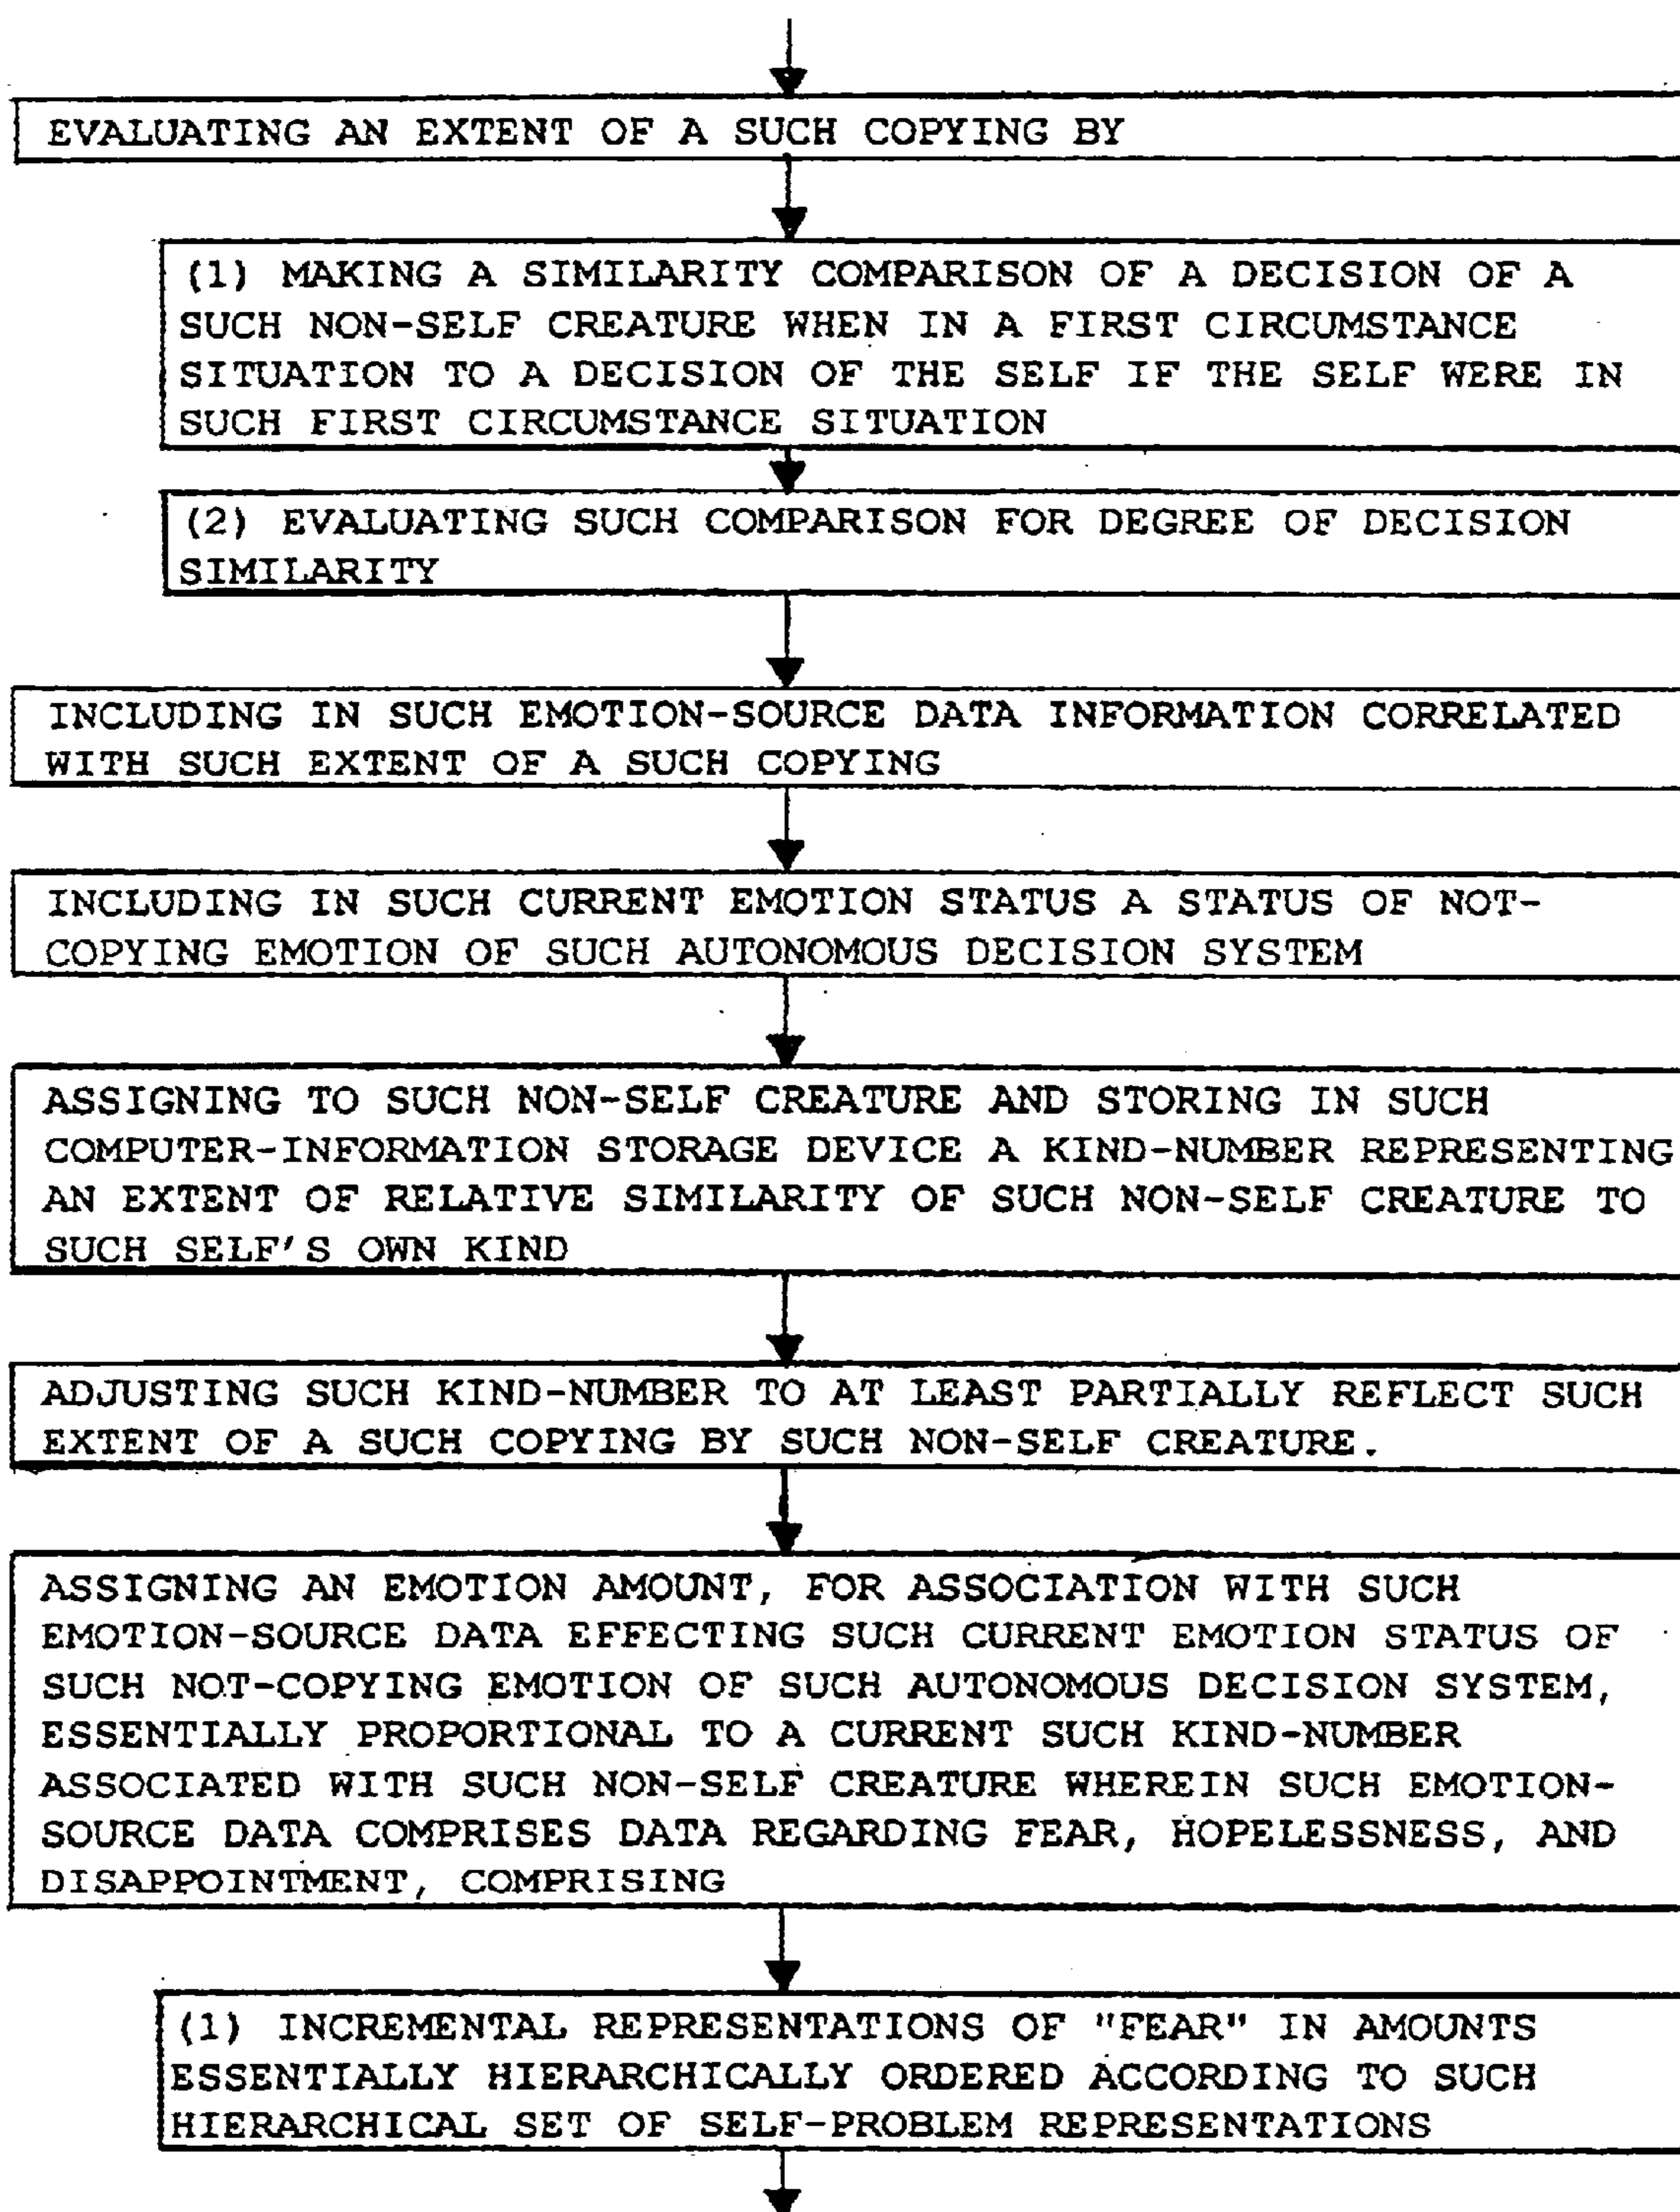 EVALUATING AN EXTENT OF A SUCH COPYING BY
(1) MAKING A SIMILARITY COMPARISON OF A DECISION OF A
SUCH NON-SELF CREATURE WHEN IN A FIRST CIRCUMSTANCE
SITUATION TO A DECISION OF THE SELF IF THE SELF WERE IN
SUCH FIRST CIRCUMSTANCE SITUATION
(2) EVALUATING SUCH COMPARISON FOR DEGREE OF DECISION
SIMILARITY
INCLUDING IN SUCH EMOTION-SOURCE DATA INFORMATION CORRELATED
WITH SUCH EXTENT OF A SUCH COPYING
INCLUDING IN SUCH CURRENT EMOTION STATUS A STATUS OF NOT-
COPYING EMOTION OF SUCH AUTONOMOUS DECISION SYSTEM
ASSIGNING TO SUCH NON-SELF CREATURE AND STORING IN SUCH
COMPUTER-INFORMATION STORAGE DEVICE A KIND-NUMBER REPRESENTING
AN EXTENT OF RELATIVE SIMILARITY OF SUCH NON-SELF CREATURE TO
SUCH SELF'S OWN KIND
ADJUSTING SUCH KIND-NUMBER TO AT LEAST PARTIALLY REFLECT SUCH
EXTENT OF A SUCH COPYING BY SUCH NON-SELF CREATURE.
ASSIGNING AN EMOTION AMOUNT, FOR ASSOCIATION WITH SUCH
EMOTION-SOURCE DATA EFFECTING SUCH CURRENT EMOTION STATUS OF
SUCH NOT-COPYING EMOTION OF SUCH AUTONOMOUS DECISION SYSTEM,
ESSENTIALLY PROPORTIONAL TO A CURRENT SUCH KIND-NUMBER
ASSOCIATED WITH SUCH NON-SELF CREATURE WHEREIN SUCH EMOTION-
SOURCE DATA COMPRISES DATA REGARDING FEAR, HOPELESSNESS, AND
DISAPPOINTMENT, COMPRISING
(1) INCREMENTAL REPRESENTATIONS OF "FEAR" IN AMOUNTS
ESSENTIALLY HIERARCHICALLY ORDERED ACCORDING TO SUCH
HIERARCHICAL SET OF SELF-PROBLEM REPRESENTATIONS